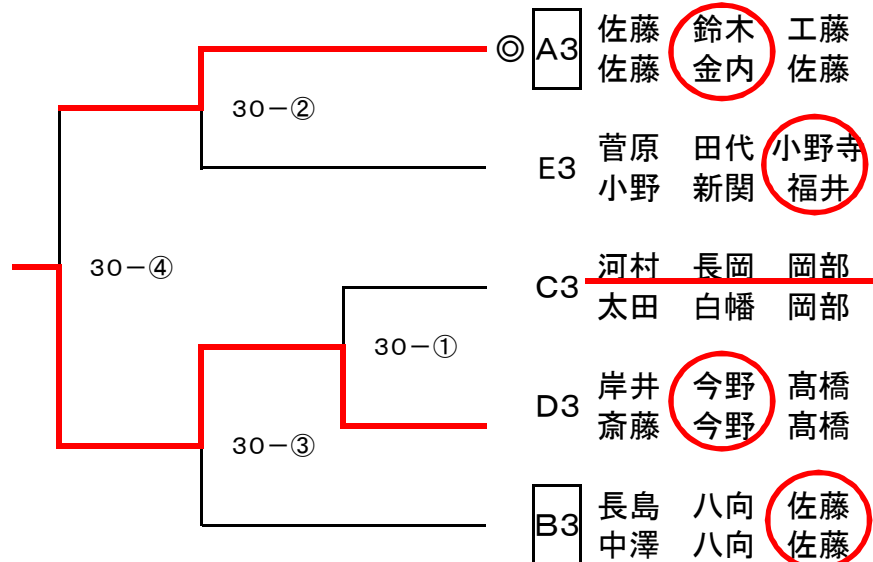 ◎ A3 佐藤 鈴木 工藤
佐藤 金内 佐藤
30−②
E3 菅原 田代 小野寺
小野 新関 福井
30−④
C3 河村 長岡 岡部
太田 白幡 岡部
30−①
D3 岸井 今野 髙橋
斎藤 今野 髙橋
30−③
B3 長島 八向 佐藤
中澤 八向 佐藤